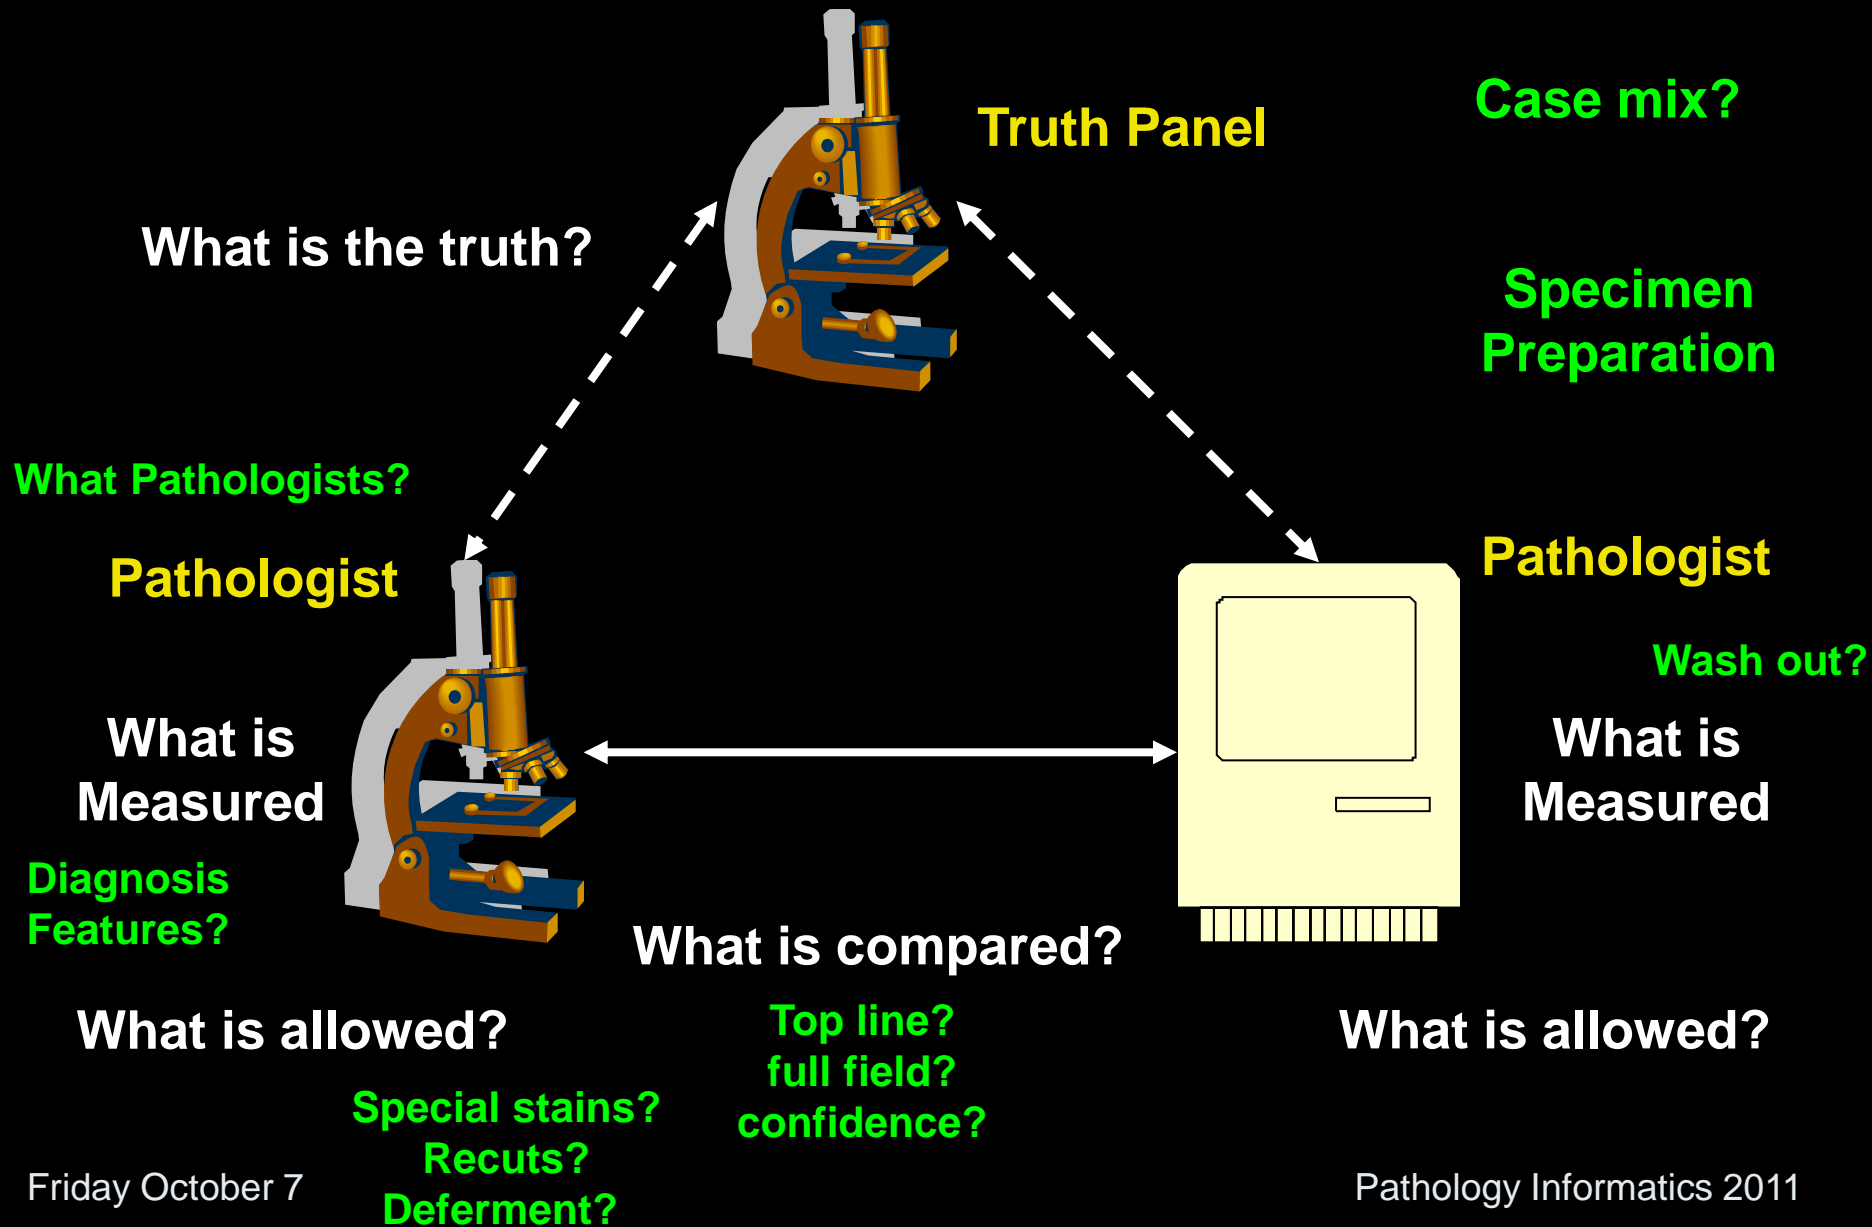 Truth Panel
Case mix?
What is the truth?
Specimen
Preparation
What Pathologists?
Pathologist
Pathologist
Wash out?
What is
Measured
What is
Measured
Diagnosis
Features?
What is compared?
What is allowed?
Top line?
full field?
confidence?
What is allowed?
Special stains?
Recuts?
Deferment?
Friday October 7
Pathology Informatics 2011